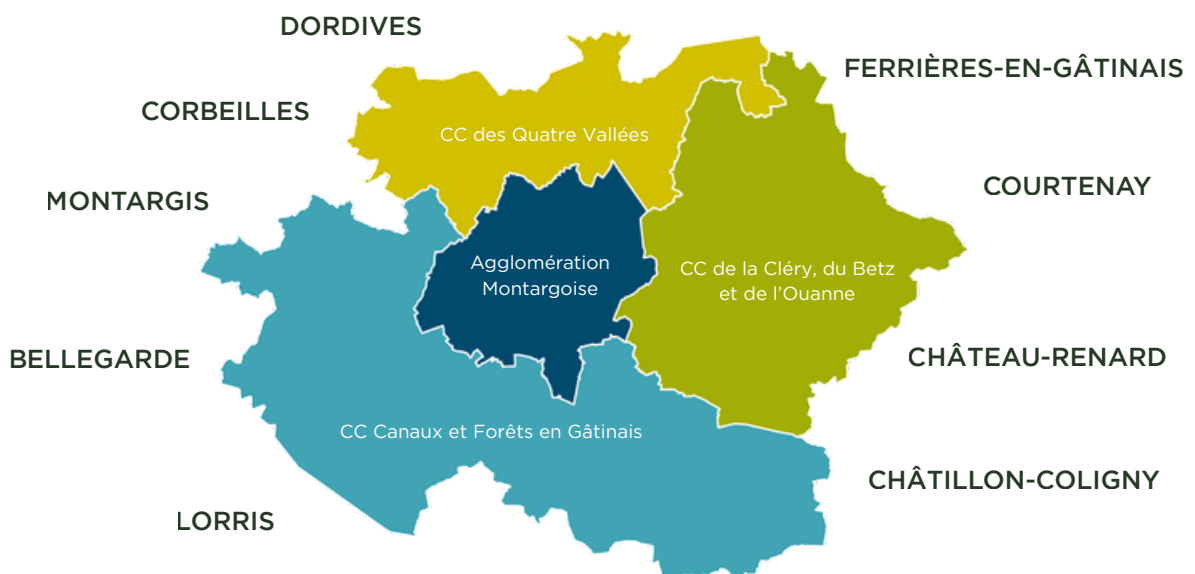 DORDIVES
FERRIÈRES-EN-GÂTINAIS
CORBEILLES
CC des Quatre Vallées
MONTARGIS
COURTENAY
Agglomération
Montargoise
CC de la Cléry, du Betz
et de l'Ouanne
BELLEGARDE
CHÂTEAU-RENARD
CC Canaux et Forêts en Gâtinais
CHÂTILLON-COLIGNY
LORRIS